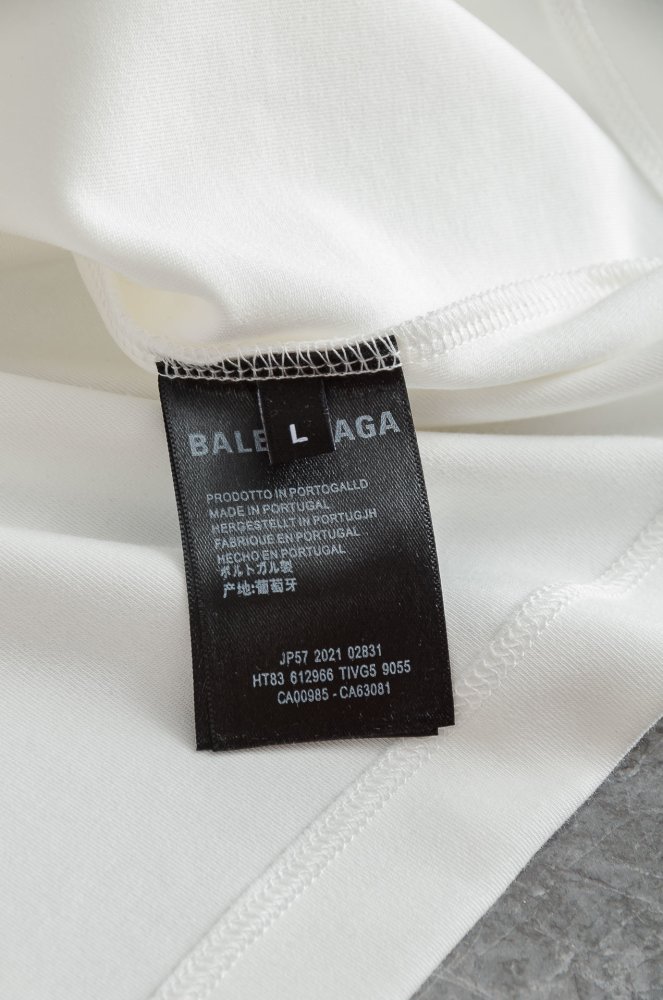 BALE AGA
L
PRODOTTO IN PORTOGALLD
MADE IN PORTUGAL
HERGESTELLT IN PORTUGJH
FABRIQUE EN PORTUGAL
HECHO EN PORTUGAL
ポルトガル製
产地:葡萄牙
JP57 2021 02831
HT83 612966 TIVG5 9055
CA00985 - CA63081